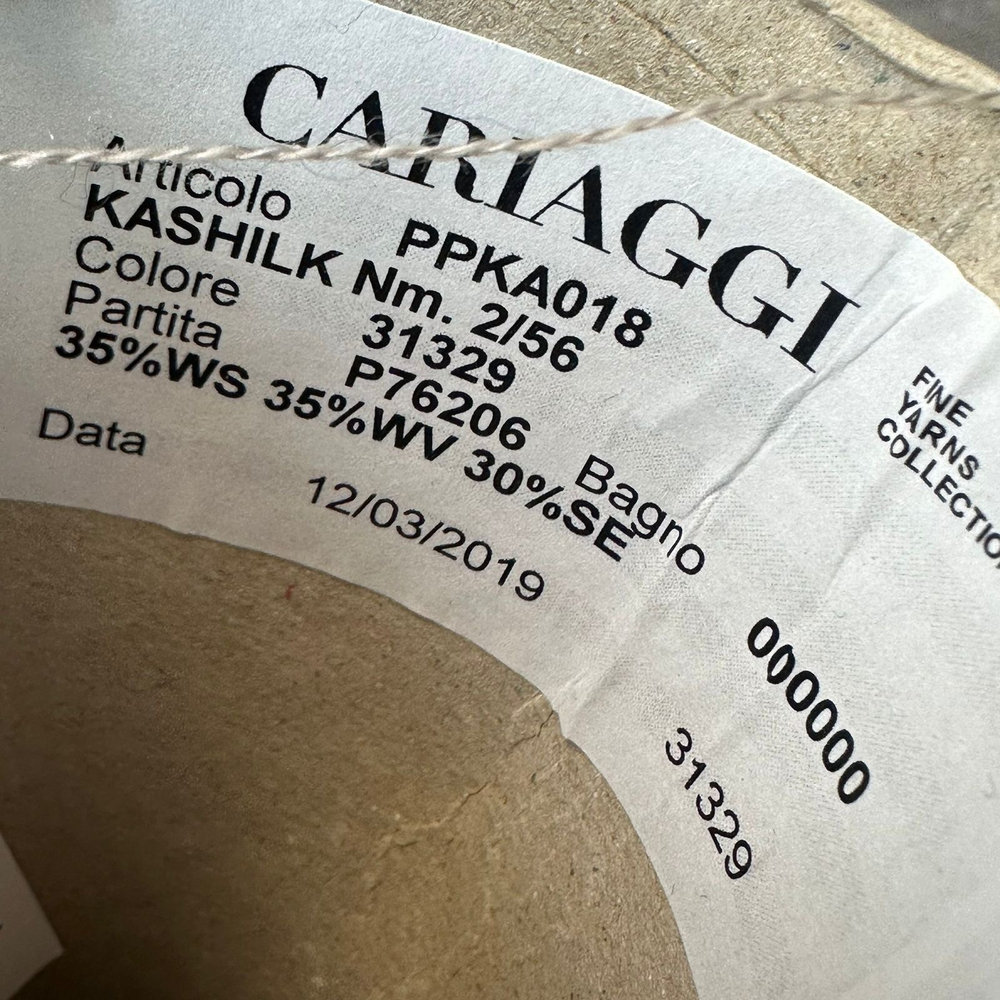 CARIAGGI
Articolo PPKA018
KASHILK Nm. 2/56
Colore 31329
Partita P76206 Bagno 000000
35%WS 35%WV 30%SE
Data 12/03/2019 31329
FINE
YARNS
COLLECTION